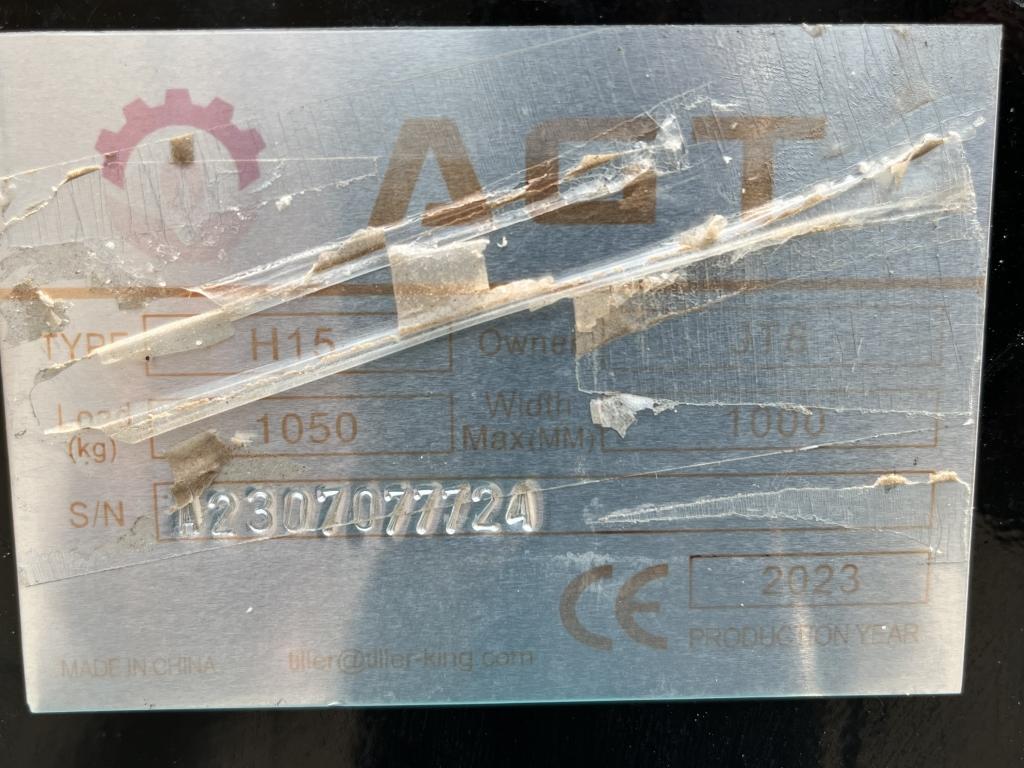 AGT
TYPE H15 Owner
Load (kg) 1050 Width Max(MM) 1000
S/N A2307077724
CE 2023
PRODUCTION YEAR
MADE IN CHINA tiller@tiller-king.com